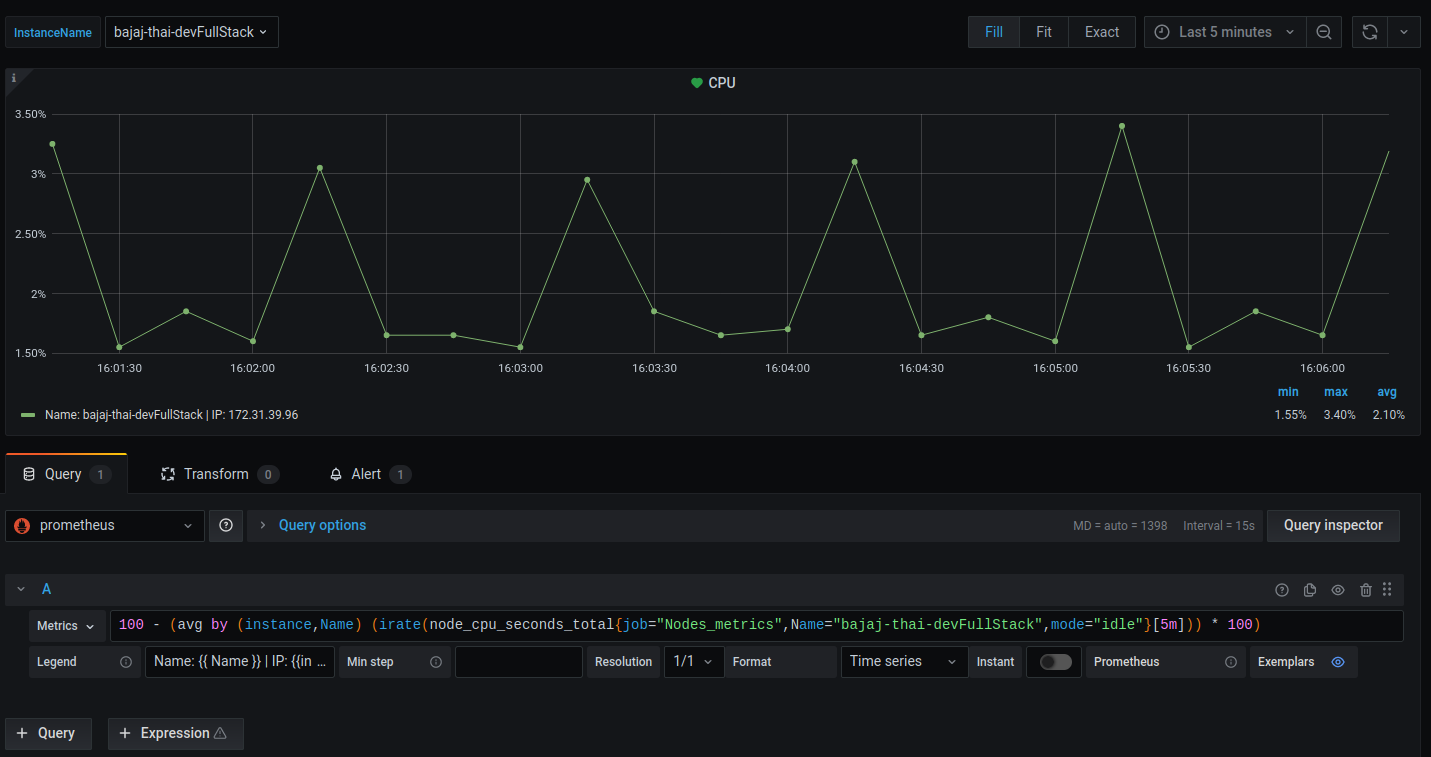 InstanceName bajaj-thai-devFullStack Fill Fit Exact Last 5 minutes
i
CPU
3.50%
3%
2.50%
2%
1.50%
16:01:30 16:02:00 16:02:30 16:03:00 16:03:30 16:04:00 16:04:30 16:05:00 16:05:30 16:06:00
min max avg
Name: bajaj-thai-devFullStack | IP: 172.31.39.96 1.55% 3.40% 2.10%
Query 1 Transform 0 Alert 1
prometheus Query options MD = auto = 1398 Interval = 15s Query inspector
A
Metrics 100 - (avg by (instance,Name) (irate(node_cpu_seconds_total{job="Nodes_metrics",Name="bajaj-thai-devFullStack",mode="idle"}[5m])) * 100)
Legend Name: {{ Name }} | IP: {{in ... Min step Resolution 1/1 Format Time series Instant Prometheus Exemplars
+ Query + Expression